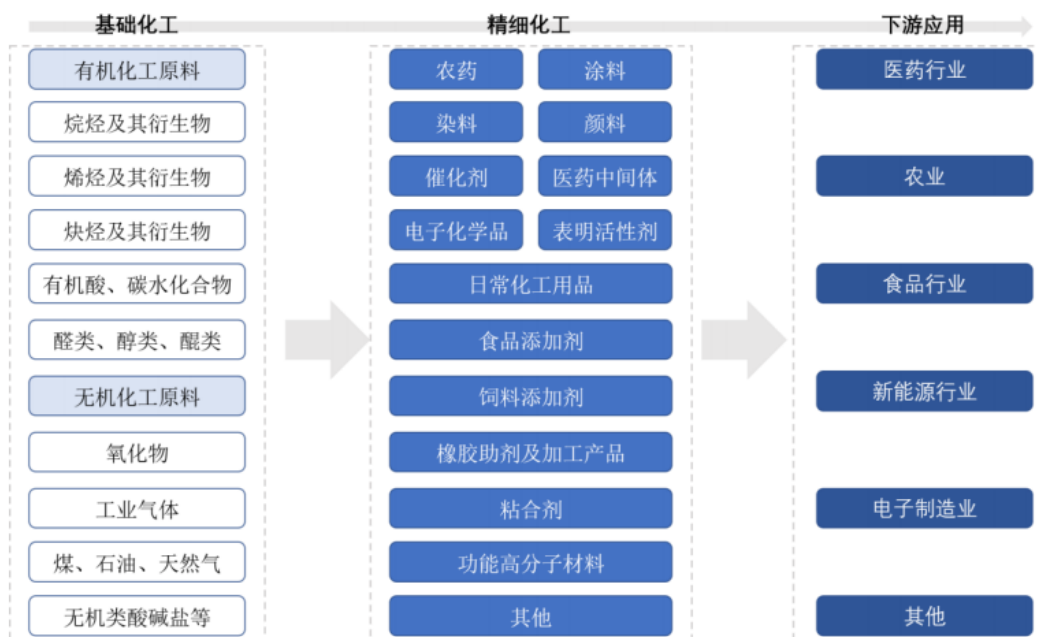 基础化工
精细化工
下游应用
有机化工原料
烷烃及其衍生物
烯烃及其衍生物
炔烃及其衍生物
有机酸、碳水化合物
醛类、醇类、醌类
无机化工原料
氧化物
工业气体
煤、石油、天然气
无机类酸碱盐等
农药
涂料
染料
颜料
催化剂
医药中间体
电子化学品
表明活性剂
日常化工用品
食品添加剂
饲料添加剂
橡胶助剂及加工产品
粘合剂
功能高分子材料
其他
医药行业
农业
食品行业
新能源行业
电子制造业
其他